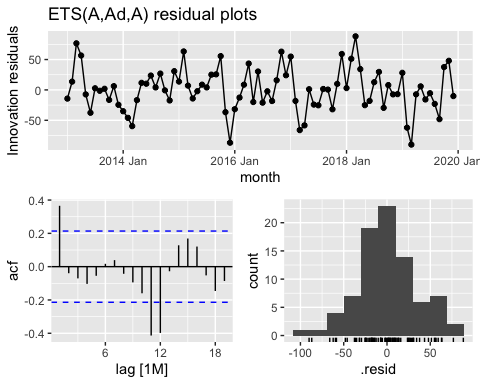 ETS(A,Ad,A) residual plots
Innovation residuals
50
0
-50
2014 Jan
2016 Jan
2018 Jan
2020 Jan
month
acf
0.4
0.2
0.0
-0.2
-0.4
6
12
18
lag [1M]
count
20
15
10
5
0
-100
-50
0
50
.resid